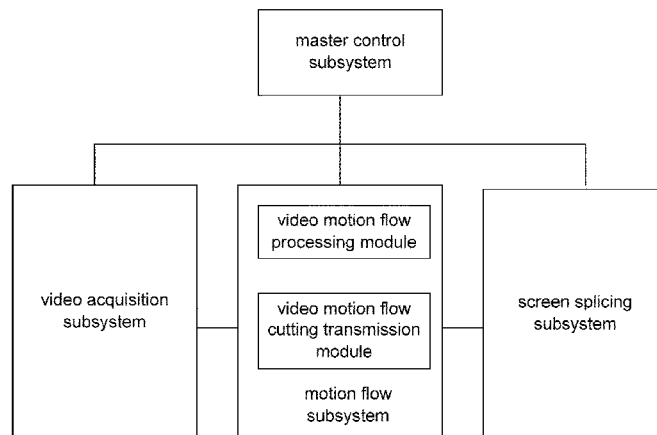 master control
subsystem
video acquisition
subsystem
video motion flow
processing module
video motion flow
cutting transmission
module
motion flow
subsystem
screen splicing
subsystem